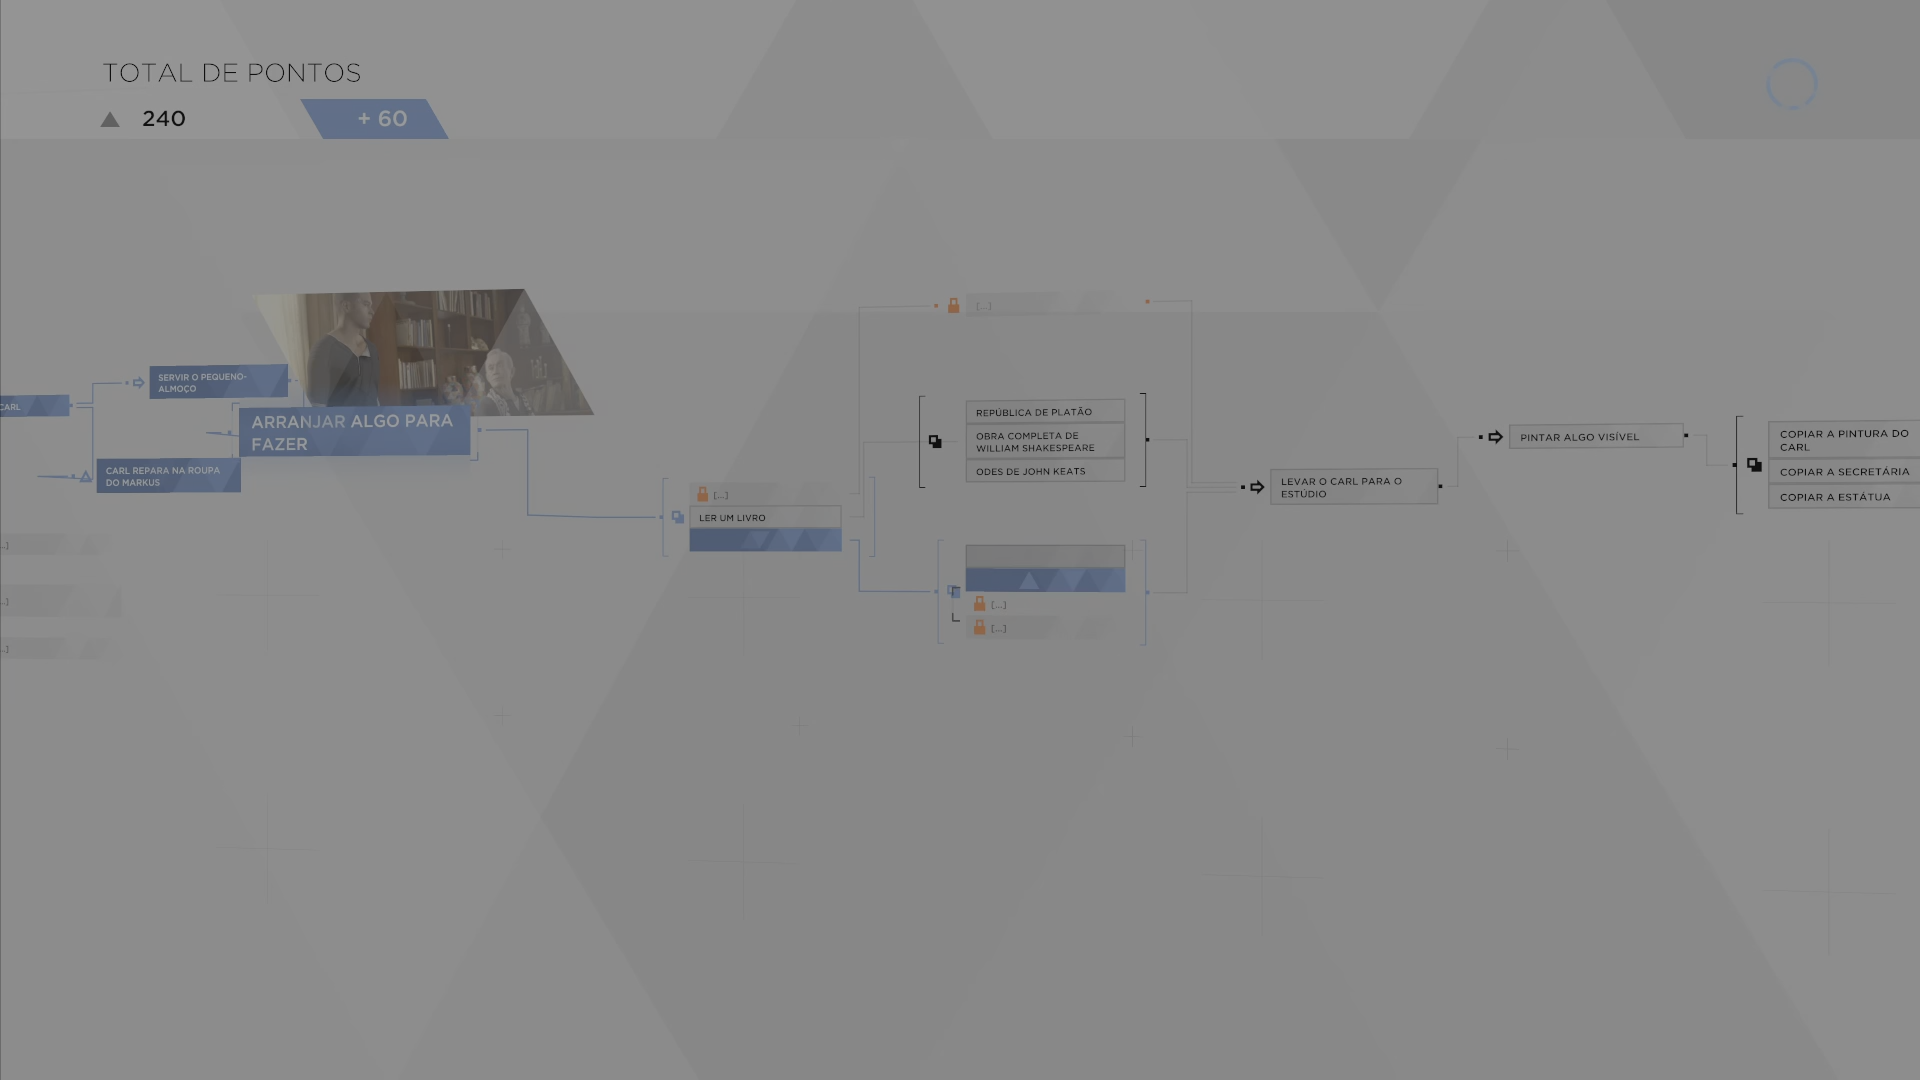 TOTAL DE PONTOS
240
+ 60
CARL
SERVIR O PEQUENO-
ALMOÇO
ARRANJAR ALGO PARA
FAZER
CARL REPARA NA ROUPA
DO MARKUS
...]
...]
...]
[...]
LER UM LIVRO
[...]
REPÚBLICA DE PLATÃO
OBRA COMPLETA DE
WILLIAM SHAKESPEARE
ODES DE JOHN KEATS
[...]
[...]
LEVAR O CARL PARA O
ESTÚDIO
PINTAR ALGO VISÍVEL
COPIAR A PINTURA DO
CARL
COPIAR A SECRETÁRIA
COPIAR A ESTÁTUA